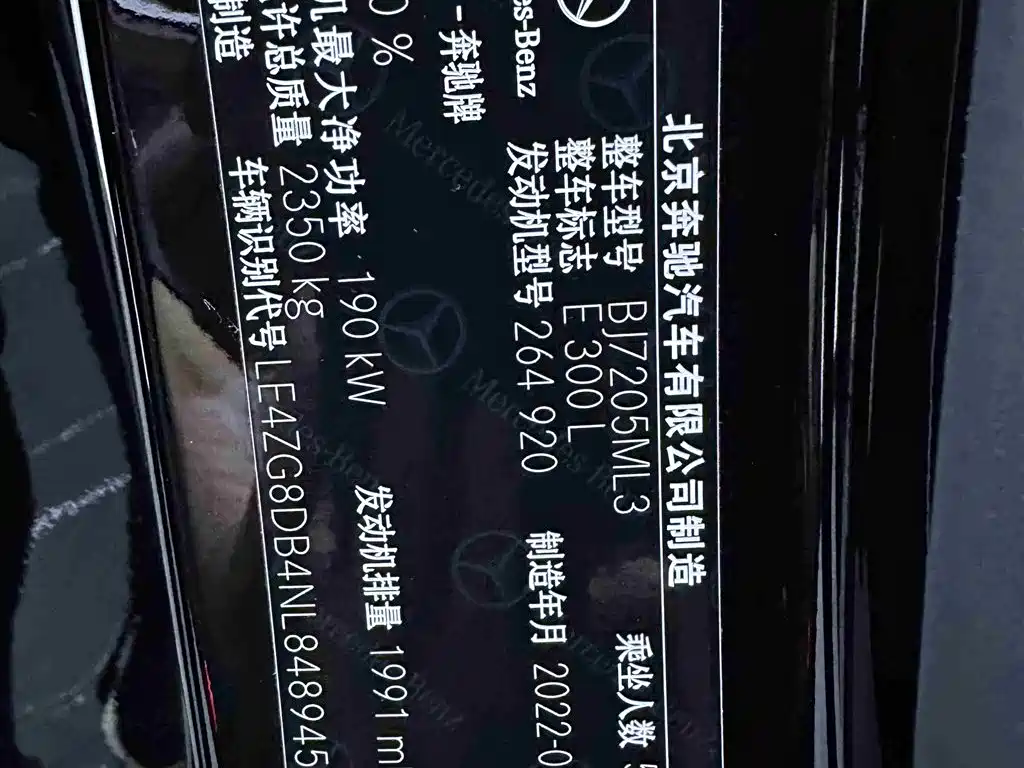 北京奔驰汽车有限公司制造
整车型号 BJ7205ML3 乘坐人数
整车标志 E 300 L
es-Benz 发动机型号 264 920 制造年月 2022-0
-奔驰牌
0 %
机最大净功率 190 kW 发动机排量 1991 m
许总质量 2350 kg
制造 车辆识别代号 LE4ZG8DB4NL848945